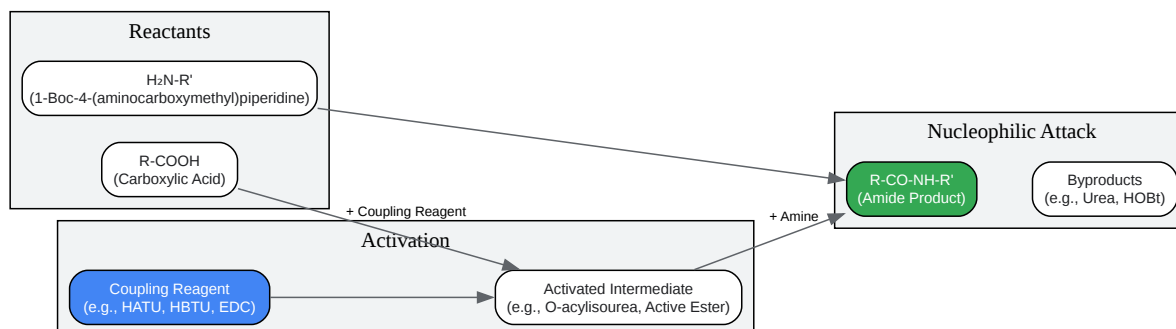 Reactants
H₂N-R'
(1-Boc-4-(aminocarboxymethyl)piperidine)
R-COOH
(Carboxylic Acid)
+ Coupling Reagent
Activation
Coupling Reagent
(e.g., HATU, HBTU, EDC)
Activated Intermediate
(e.g., O-acylisourea, Active Ester)
+ Amine
Nucleophilic Attack
R-CO-NH-R'
(Amide Product)
Byproducts
(e.g., Urea, HOBt)